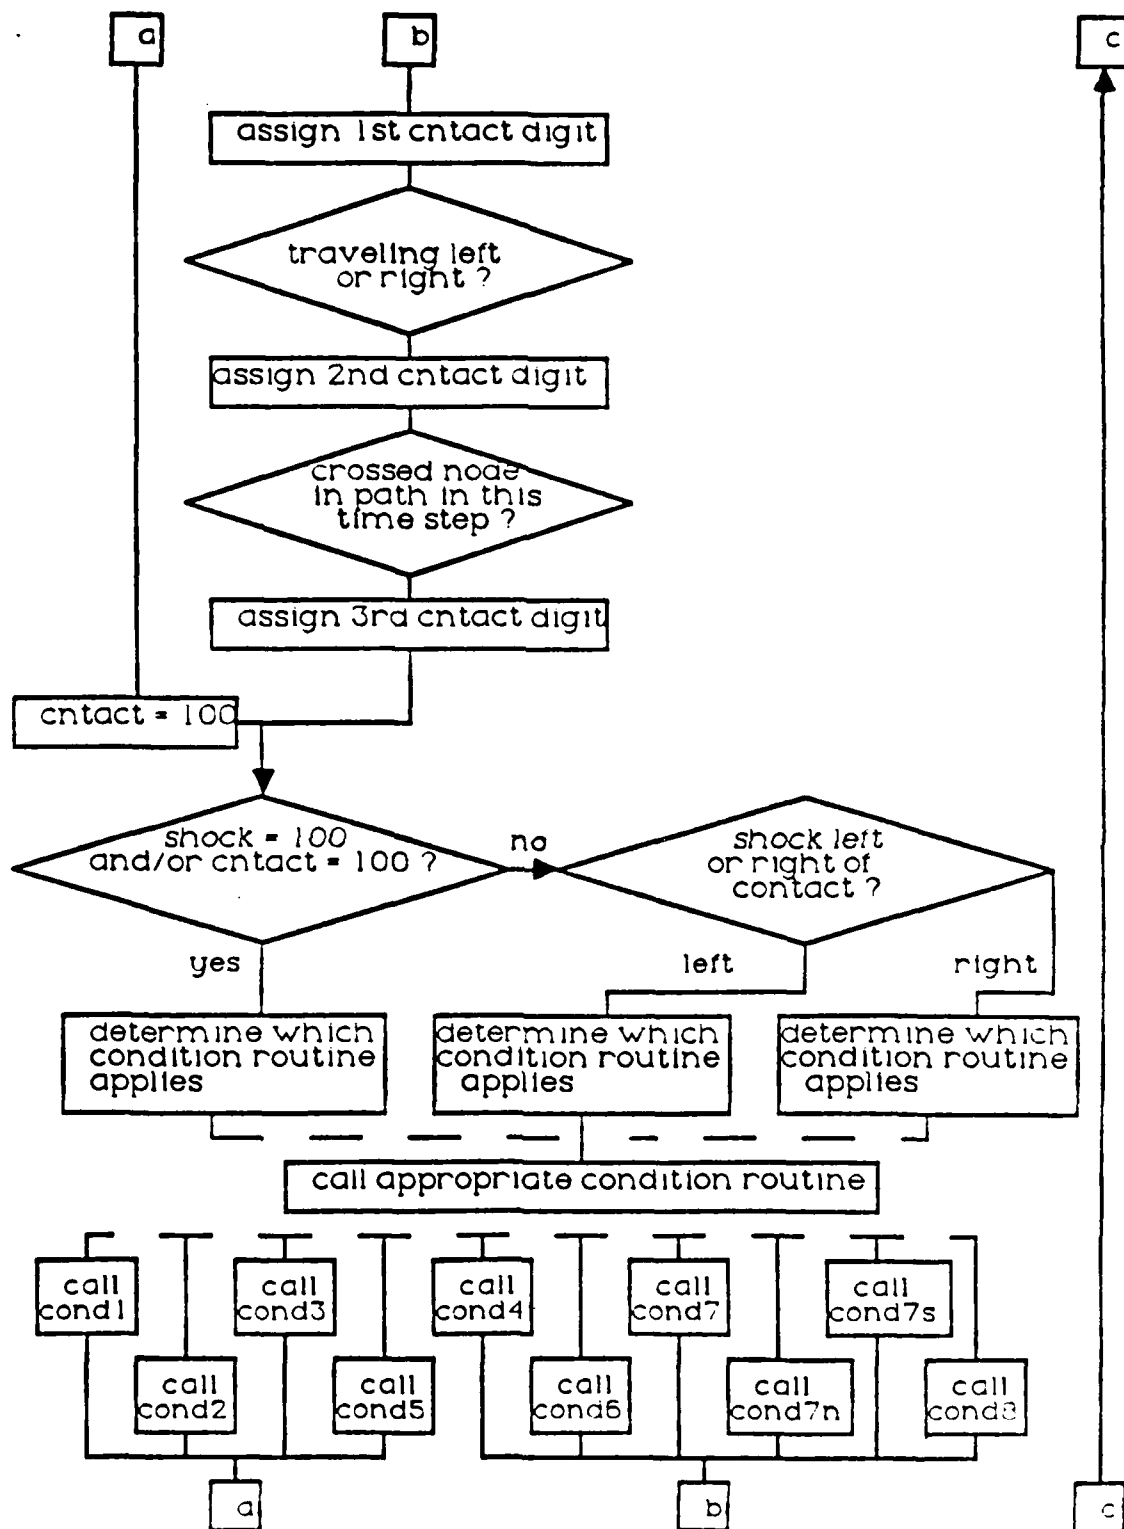 a
b
c
assign 1st cntact digit
traveling left
or right ?
assign 2nd cntact digit
crossed node
in path in this
time step ?
assign 3rd cntact digit
cntact = 100
shock = 100
and/or cntact = 100 ?
no
shock left
or right of
contact ?
yes
left
right
determine which
condition routine
applies
determine which
condition routine
applies
determine which
condition routine
applies
call appropriate condition routine
call
cond1
call
cond3
call
cond4
call
cond7
call
cond7s
call
cond2
call
cond5
call
cond6
call
cond7n
call
cond8
a
b
c